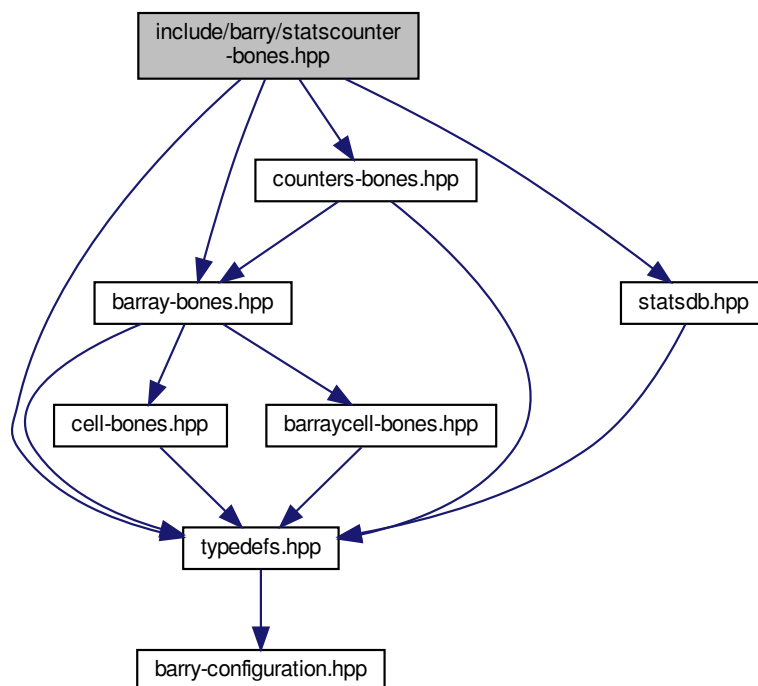 include/barry/statscounter
-bones.hpp
counters-bones.hpp
barray-bones.hpp
statsdb.hpp
cell-bones.hpp
barraycell-bones.hpp
typedefs.hpp
barry-configuration.hpp